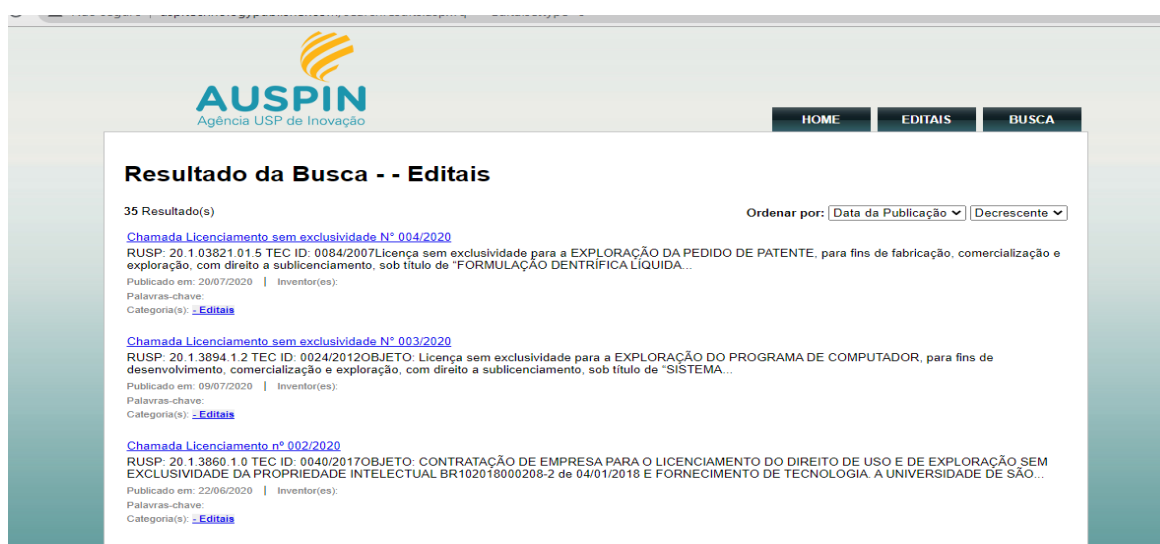 AUSPIN
Agência USP de Inovação
HOME EDITAIS BUSCA
Resultado da Busca - - Editais
35 Resultado(s)
Ordenar por: Data da Publicação Decrescente
Chamada Licenciamento sem exclusividade N° 004/2020
RUSP: 20.1.03821.01.5 TEC ID: 0084/2007Licença sem exclusividade para a EXPLORAÇÃO DA PEDIDO DE PATENTE, para fins de fabricação, comercialização e
exploração, com direito a sublicenciamento, sob título de “FORMULAÇÃO DENTRÍFICA LÍQUIDA...
Publicado em: 20/07/2020 | Inventor(es):
Palavras-chave:
Categoria(s): - Editais
Chamada Licenciamento sem exclusividade N° 003/2020
RUSP: 20.1.3894.1.2 TEC ID: 0024/2012OBJETO: Licença sem exclusividade para a EXPLORAÇÃO DO PROGRAMA DE COMPUTADOR, para fins de
desenvolvimento, comercialização e exploração, com direito a sublicenciamento, sob título de “SISTEMA...
Publicado em: 09/07/2020 | Inventor(es):
Palavras-chave:
Categoria(s): - Editais
Chamada Licenciamento nº 002/2020
RUSP: 20.1.3860.1.0 TEC ID: 0040/2017OBJETO: CONTRATAÇÃO DE EMPRESA PARA O LICENCIAMENTO DO DIREITO DE USO E DE EXPLORAÇÃO SEM
EXCLUSIVIDADE DA PROPRIEDADE INTELECTUAL BR102018000208-2 de 04/01/2018 E FORNECIMENTO DE TECNOLOGIA. A UNIVERSIDADE DE SÃO...
Publicado em: 22/06/2020 | Inventor(es):
Palavras-chave:
Categoria(s): - Editais